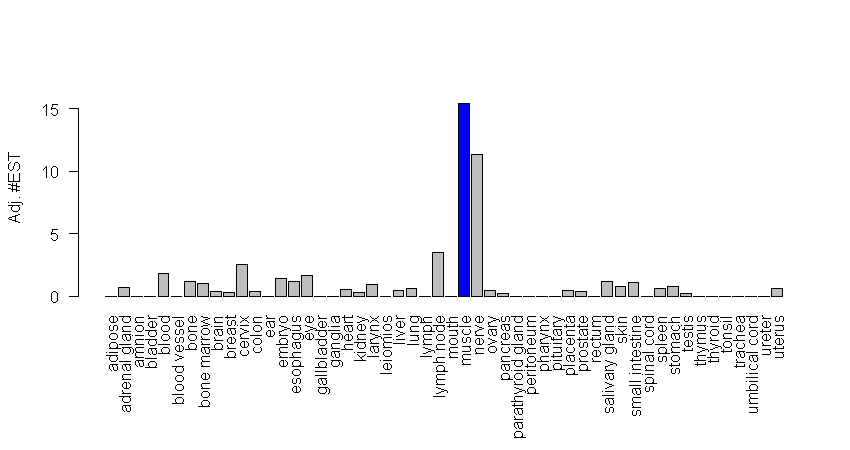 15
10
5
0
Adj. #EST
adipose
adrenal gland
amnion
bladder
blood
blood vessel
bone
bone marrow
brain
breast
cervix
colon
ear
embryo
esophagus
eye
gallbladder
ganglia
heart
kidney
larynx
leiomios
liver
lung
lymph
lymph node
mouth
muscle
nerve
ovary
pancreas
parathyroid gland
peritoneum
pharynx
pituitary
placenta
prostate
rectum
salivary gland
skin
small intestine
spinal cord
spleen
stomach
testis
thymus
thyroid
tonsil
trachea
umbilical cord
ureter
uterus